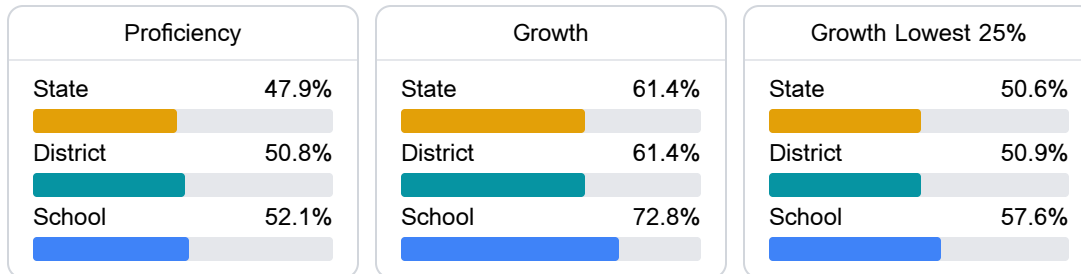 Proficiency
State 47.9%
District 50.8%
School 52.1%
Growth
State 61.4%
District 61.4%
School 72.8%
Growth Lowest 25%
State 50.6%
District 50.9%
School 57.6%